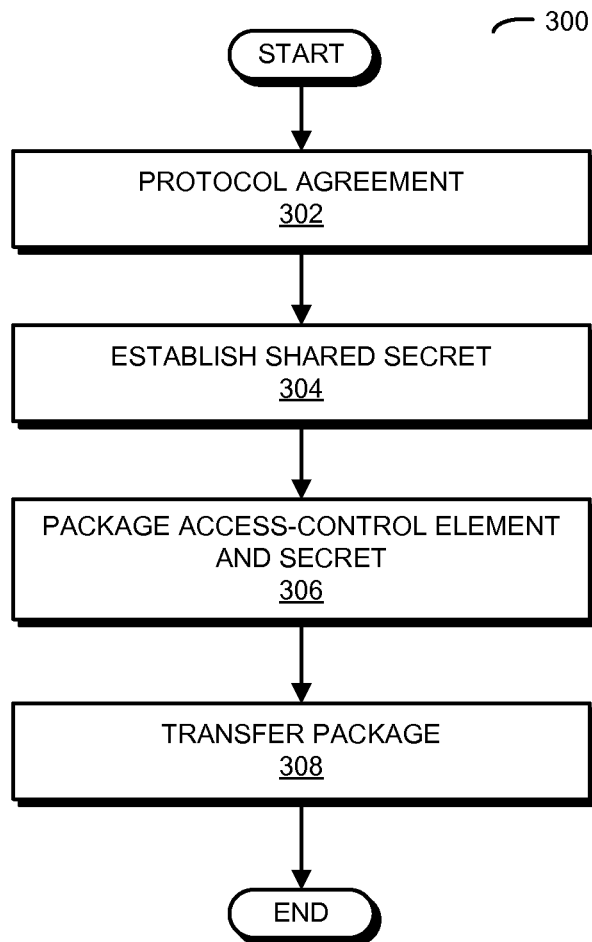 300
START
PROTOCOL AGREEMENT
302
ESTABLISH SHARED SECRET
304
PACKAGE ACCESS-CONTROL ELEMENT
AND SECRET
306
TRANSFER PACKAGE
308
END